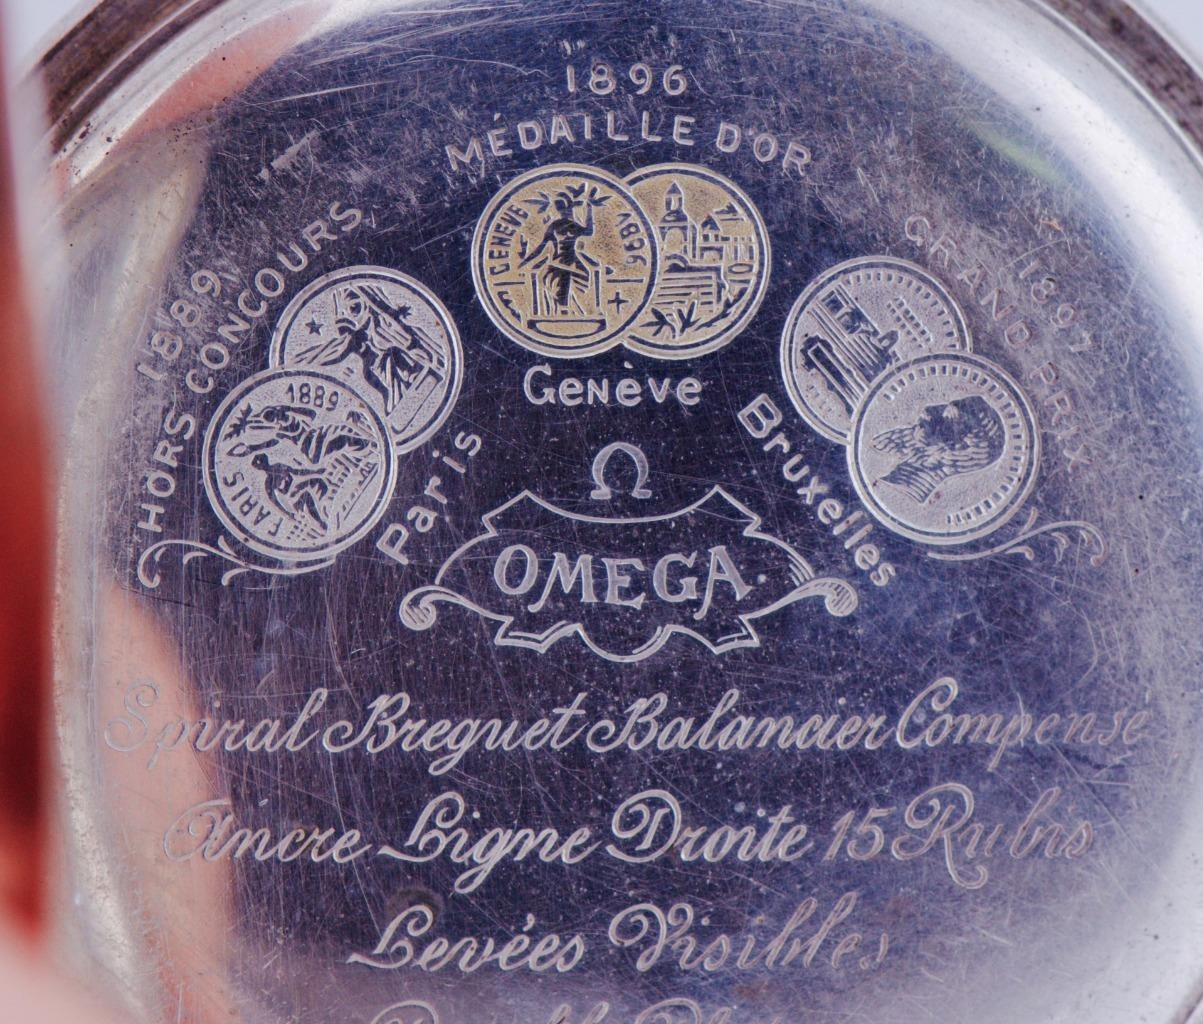 1896
MÉDAILLE D'OR
GENÈVE 1896
Genève
1889
HORS CONCOURS
1889
PARIS
Paris
1897
GRAND PRIX
Bruxelles
Ω
OMEGA
Spiral Breguet Balancier Compense
Ancre Ligne Droite 15 Rubis
Levées Visibles
Double